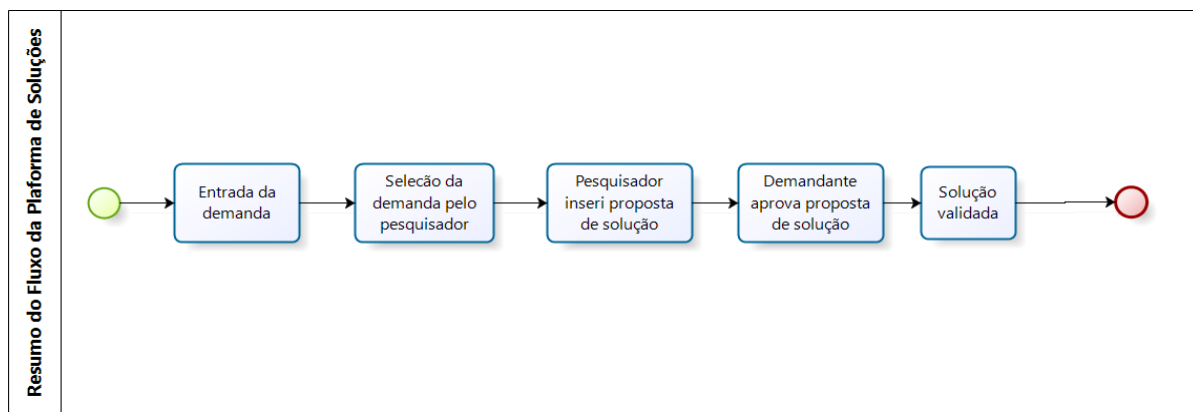 Resumo do Fluxo da Plaforma de Soluções
Entrada da
demanda
Selecão da
demanda pelo
pesquisador
Pesquisador
inseri proposta
de solução
Demandante
aprova proposta
de solução
Solução
validada